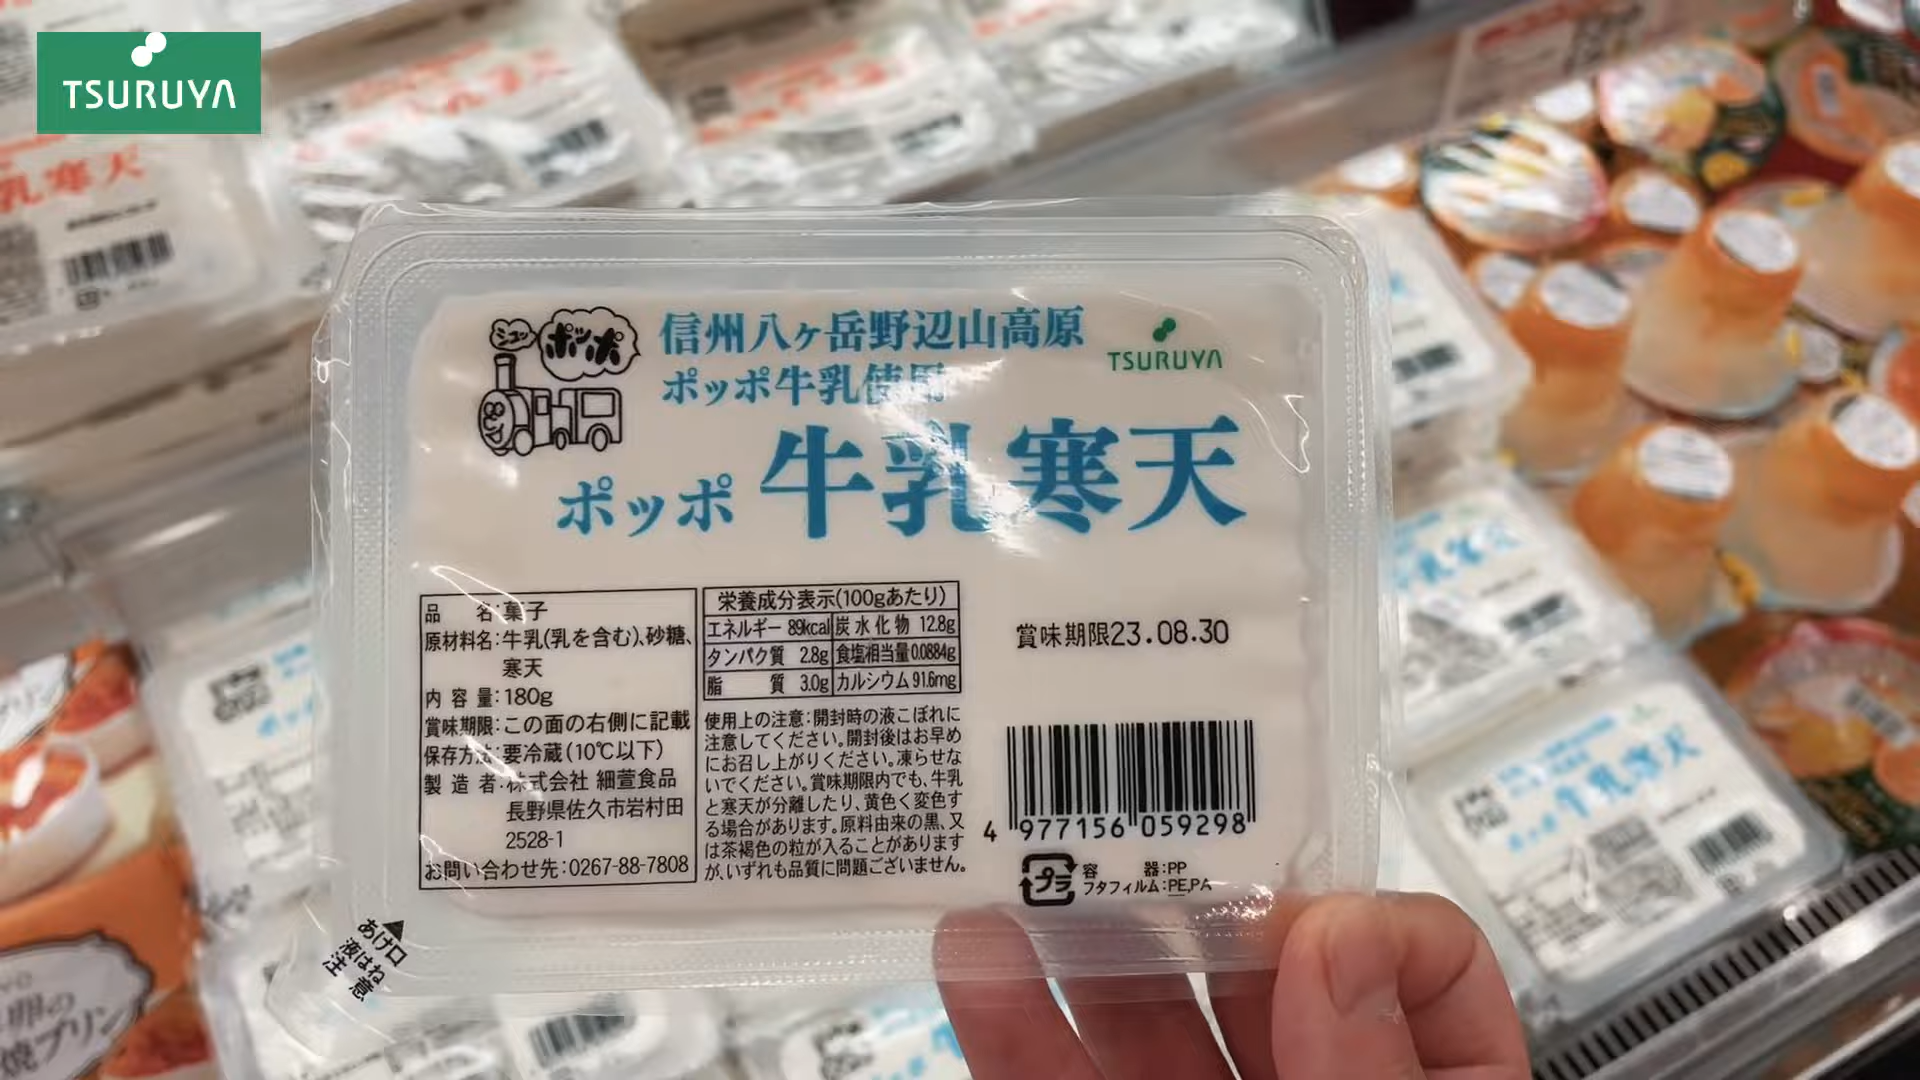 TSURUYA
乳寒天
シュッ ポッポ
信州八ヶ岳野辺山高原
ポッポ牛乳使用
TSURUYA
ポッポ 牛乳寒天
品名:菓子
原材料名:牛乳(乳を含む)、砂糖、
寒天
内容量:180g
賞味期限:この面の右側に記載
保存方法:要冷蔵(10℃以下)
製造者:株式会社 細萱食品
長野県佐久市岩村田
2528-1
お問い合わせ先:0267-88-7808
栄養成分表示(100gあたり)
エネルギー 89kcal 炭水化物 12.8g
タンパク質 2.8g 食塩相当量 0.0884g
脂質 3.0g カルシウム 91.6mg
使用上の注意:開封時の液こぼれに
注意してください。開封後はお早め
にお召し上がりください。凍らせな
いでください。賞味期限内でも、牛乳
と寒天が分離したり、黄色く変色す
る場合があります。原料由来の黒、又
は茶褐色の粒が入ることがあります
が、いずれも品質に問題ございません。
賞味期限23.08.30
4 977156 059298
プラ
容器:PP
フタフィルム:PE,PA
あけ口
液はね
注意
牛乳寒天
焼プリン